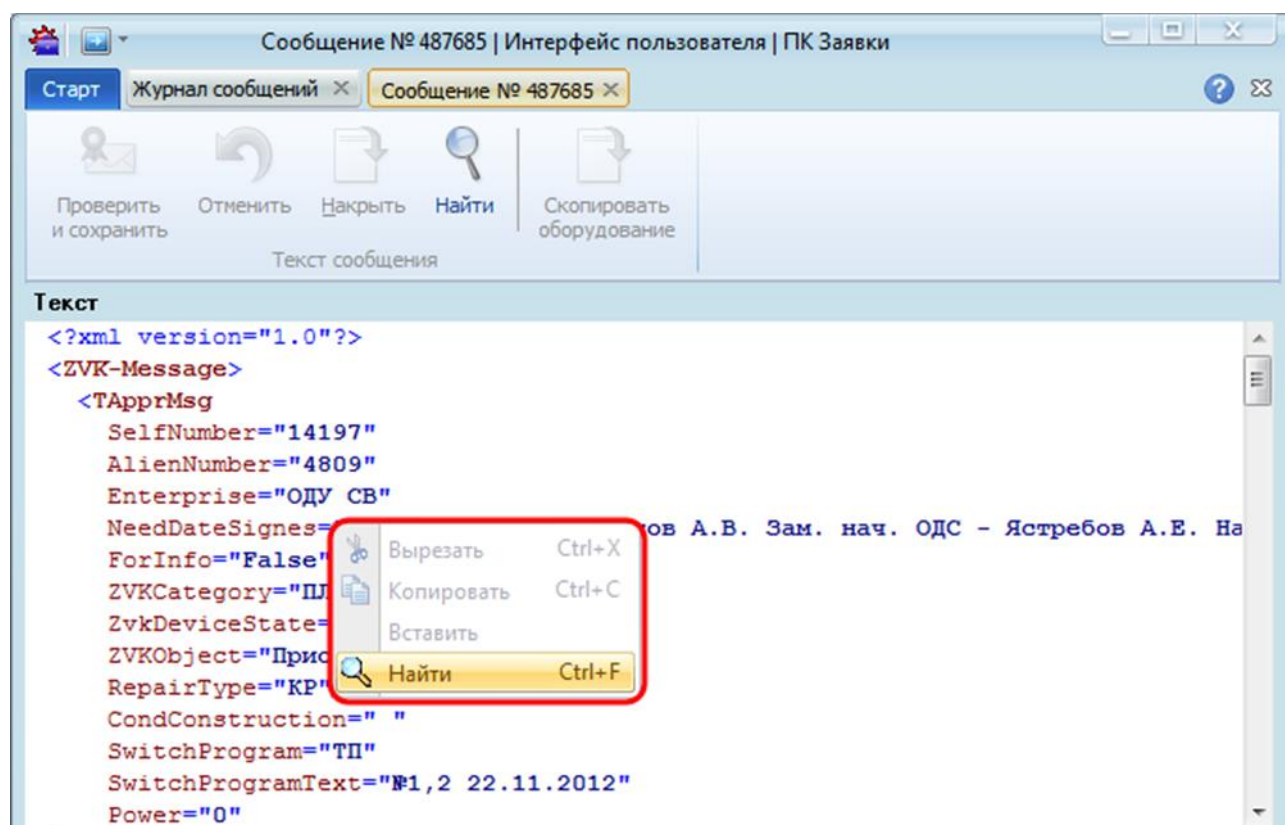 Сообщение № 487685 | Интерфейс пользователя | ПК Заявки
Старт Журнал сообщений Сообщение № 487685
Проверить и сохранить
Отменить
Накрыть
Найти
Скопировать оборудование
Текст сообщения
Текст
<?xml version="1.0"?>
<ZVK-Message>
<TApprMsg
SelfNumber="14197"
AlienNumber="4809"
Enterprise="ОДУ СВ"
NeedDateSignes= ов А.В. Зам. нач. ОДС - Ястребов А.Е. На
ForInfo="False"
ZVKCategory="ПЛ
ZvkDeviceState=
ZVKObject="Прис
RepairType="КР"
CondConstruction=" "
SwitchProgram="ТП"
SwitchProgramText="№1,2 22.11.2012"
Power="0"
Вырезать Ctrl+X
Копировать Ctrl+C
Вставить
Найти Ctrl+F